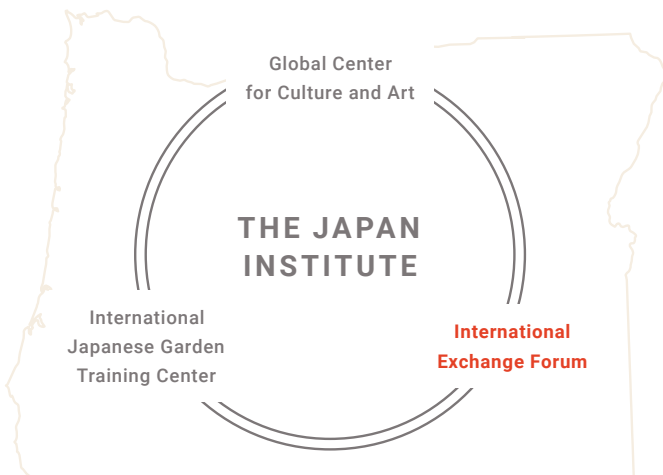 Global Center
for Culture and Art
THE JAPAN
INSTITUTE
International
Japanese Garden
Training Center
International
Exchange Forum